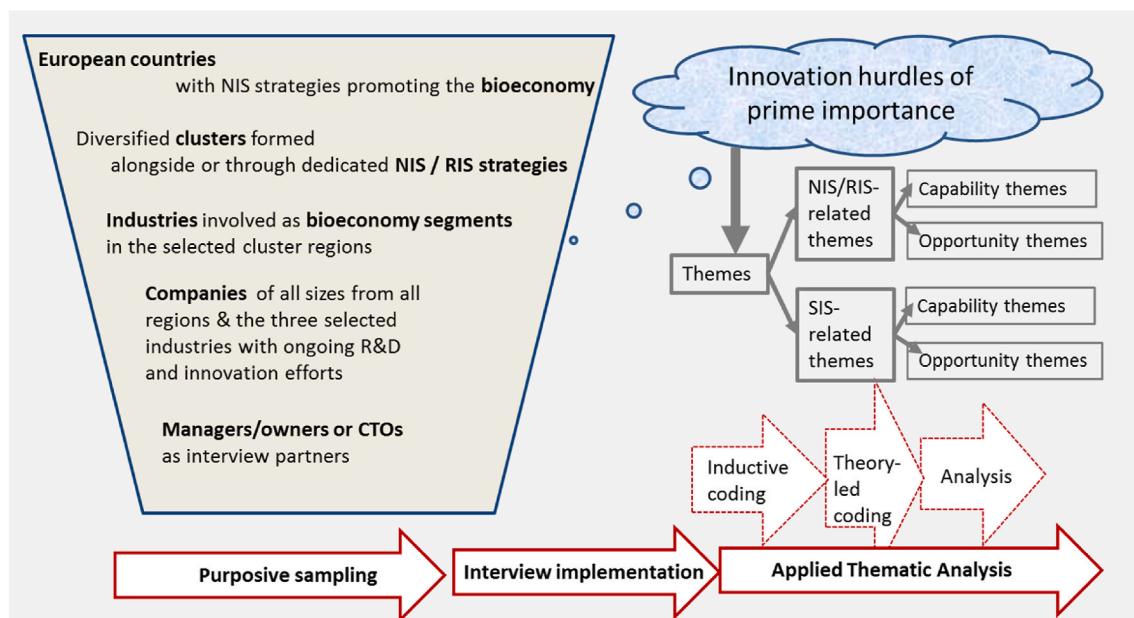 European countries
with NIS strategies promoting the bioeconomy
Diversified clusters formed
alongside or through dedicated NIS / RIS strategies
Industries involved as bioeconomy segments
in the selected cluster regions
Companies of all sizes from all
regions & the three selected
industries with ongoing R&D
and innovation efforts
Managers/owners or CTOs
as interview partners
Innovation hurdles of
prime importance
Themes
NIS/RIS-
related
themes
Capability themes
Opportunity themes
SIS-
related
themes
Capability themes
Opportunity themes
Inductive
coding
Theory-
led
coding
Analysis
Purposive sampling
Interview implementation
Applied Thematic Analysis